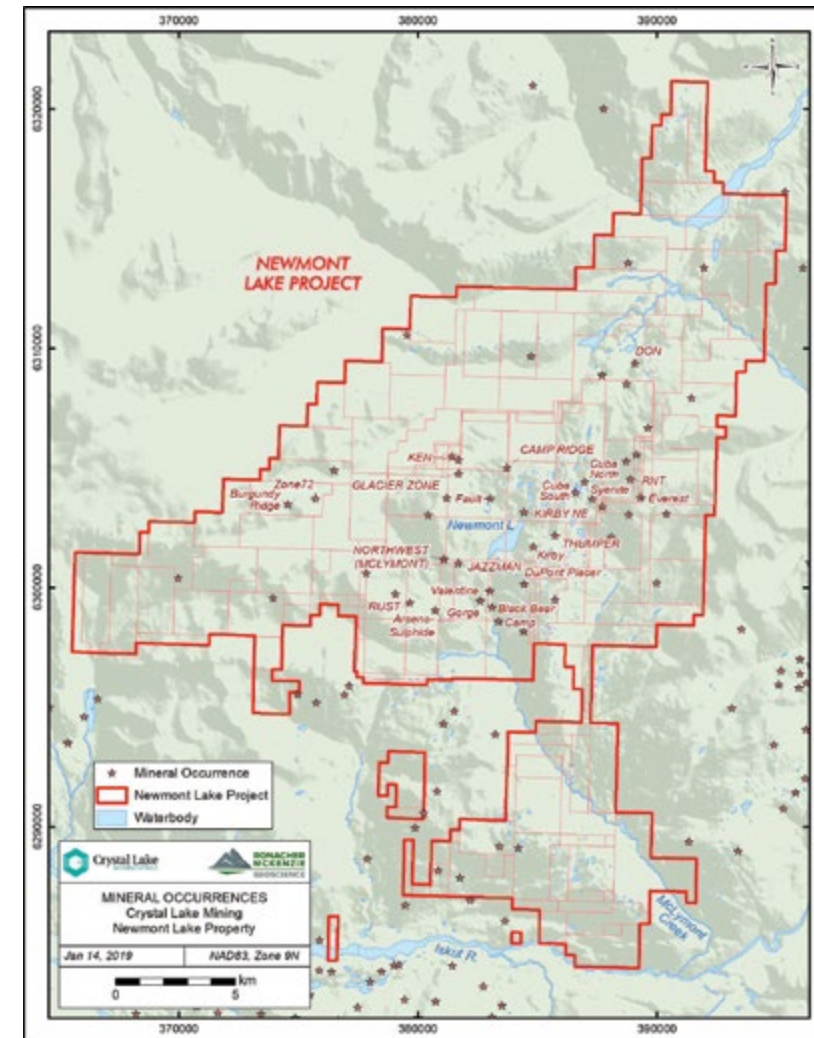 370000 380000 390000
6320000
NEWMONT
LAKE PROJECT
6310000
DON
KEN
CAMP RIDGE
Cuba
North
Zone72
GLACIER ZONE
RNT
Burgundy
Ridge
Cuba
South
Syenite
Fault
Everest
KIRBY NE
Newmont L
THUMPER
NORTHWEST
(MCLYMONT)
Kirby
JAZZMAN
DuPont Placer
6300000
Valentine
RUST
Black Bear
Gorge
Arseno
Sulphide
Camp
Mineral Occurrence
Newmont Lake Project
Waterbody
6290000
Crystal Lake
RONACHER
MCKENZIE
GEOSCIENCE
MINERAL OCCURRENCES
Crystal Lake Mining
Newmont Lake Property
McLymont
Creek
Jan 14, 2019
NAD83, Zone 9N
Iskut R.
km
0 5
370000 380000 390000